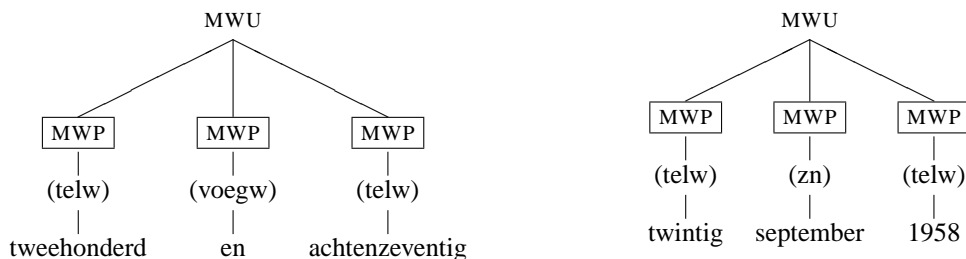 MWU
MWP MWP MWP
(telw) (voegw) (telw)
tweehonderd en achtenzeventig
MWU
MWP MWP MWP
(telw) (zn) (telw)
twintig september 1958